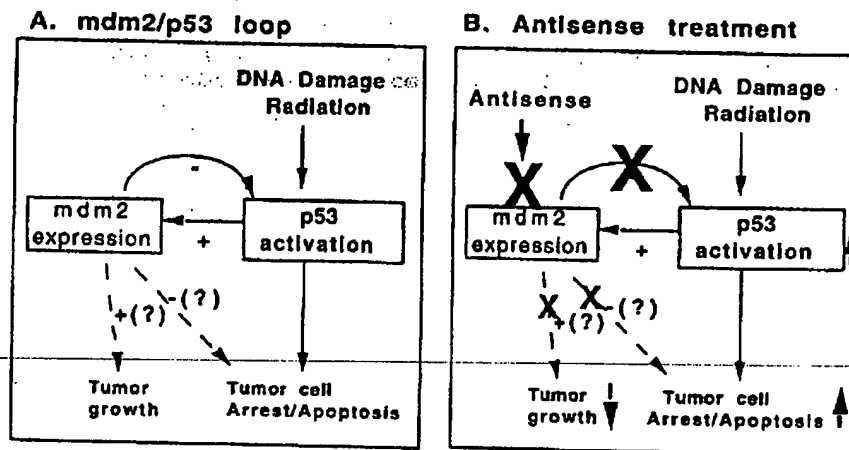 A. mdm2/p53 loop
DNA Damage
Radiation
-
mdm2
expression
+
p53
activation
+(?)
-(?)
Tumor
growth
Tumor cell
Arrest/Apoptosis
B. Antisense treatment
Antisense
DNA Damage
Radiation
X
X
mdm2
expression
+
p53
activation
X
+(?)
X
-(?)
Tumor
growth
Tumor cell
Arrest/Apoptosis